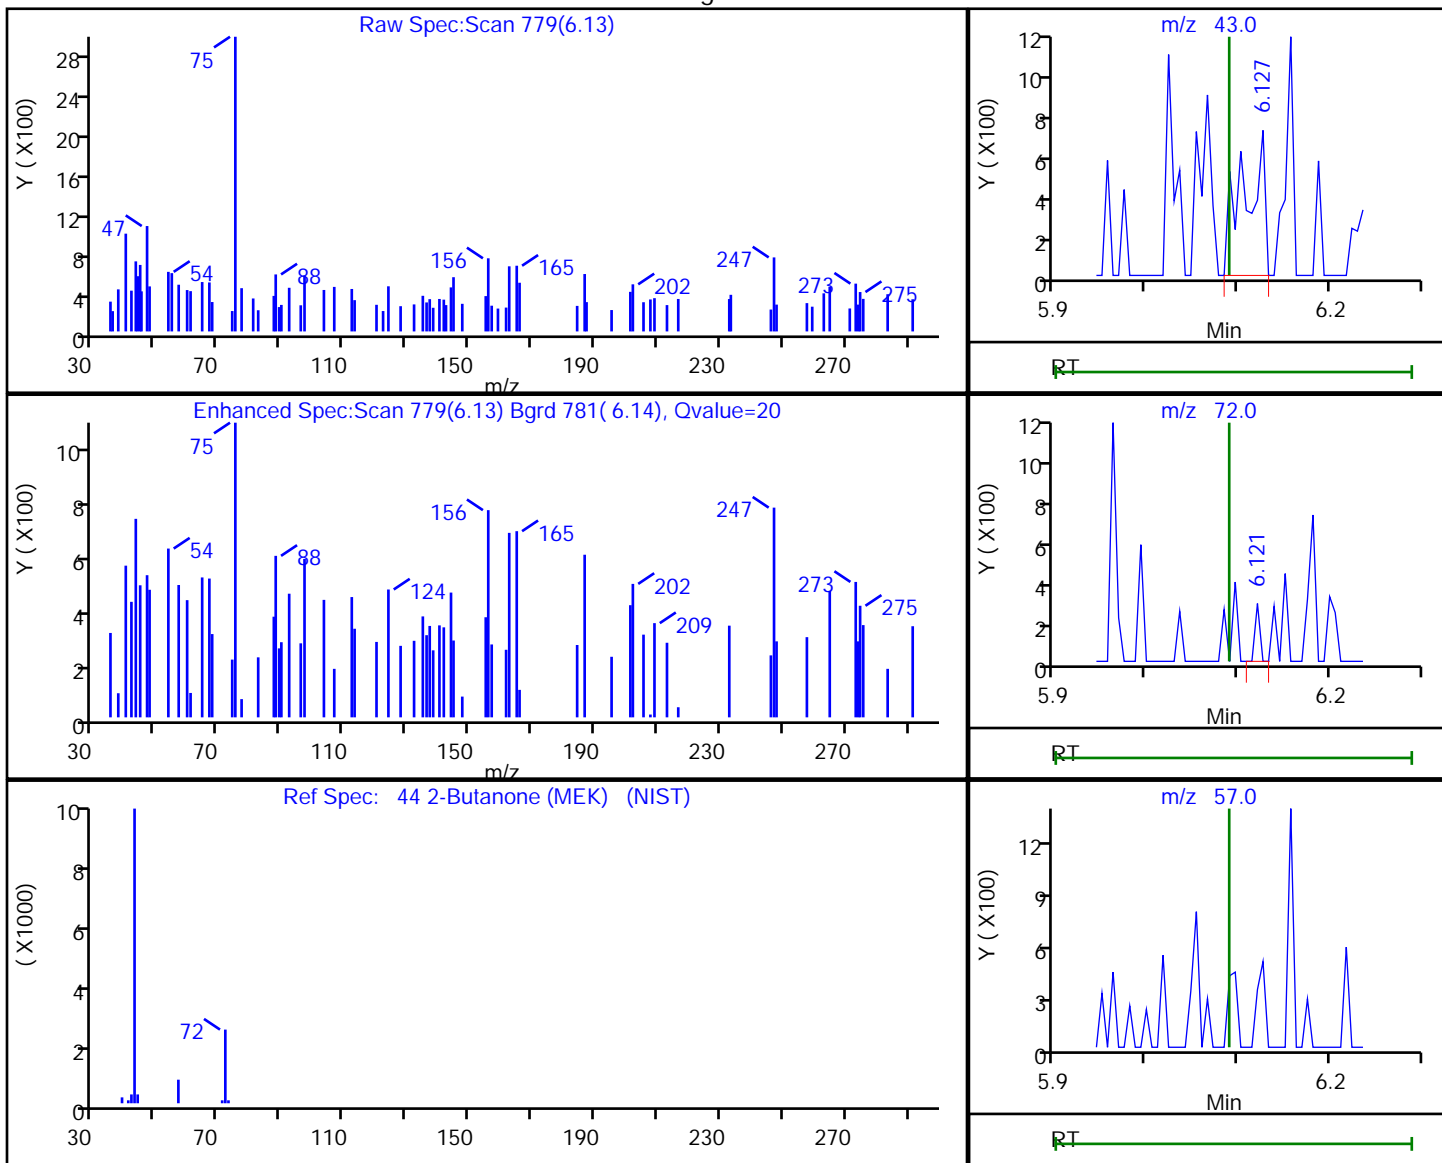 Raw Spec:Scan 779(6.13)
Y ( X100)
28
24
20
16
12
8
4
0
75
47
54
88
156
165
202
247
273
275
30 70 110 150 190 230 270
m/z
m/z 43.0
Y ( X100)
12
10
8
6
4
2
0
6.127
5.9 6.2
Min
RT
Enhanced Spec:Scan 779(6.13) Bgrd 781( 6.14), Qvalue=20
Y ( X100)
10
8
6
4
2
0
75
54
88
124
156
165
202
209
247
273
275
30 70 110 150 190 230 270
m/z
m/z 72.0
Y ( X100)
12
10
8
6
4
2
0
6.121
5.9 6.2
Min
RT
Ref Spec: 44 2-Butanone (MEK) (NIST)
( X1000)
10
8
6
4
2
0
72
30 70 110 150 190 230 270
m/z 57.0
Y ( X100)
12
9
6
3
0
5.9 6.2
Min
RT